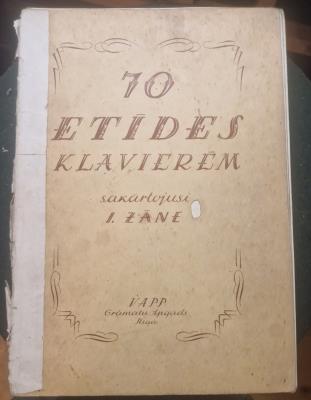 70
ETĪDES
KLAVIERĒM
sakārtojusi
I. ZĀNE
VAPP
Grāmatu Apgāds
Rīgā